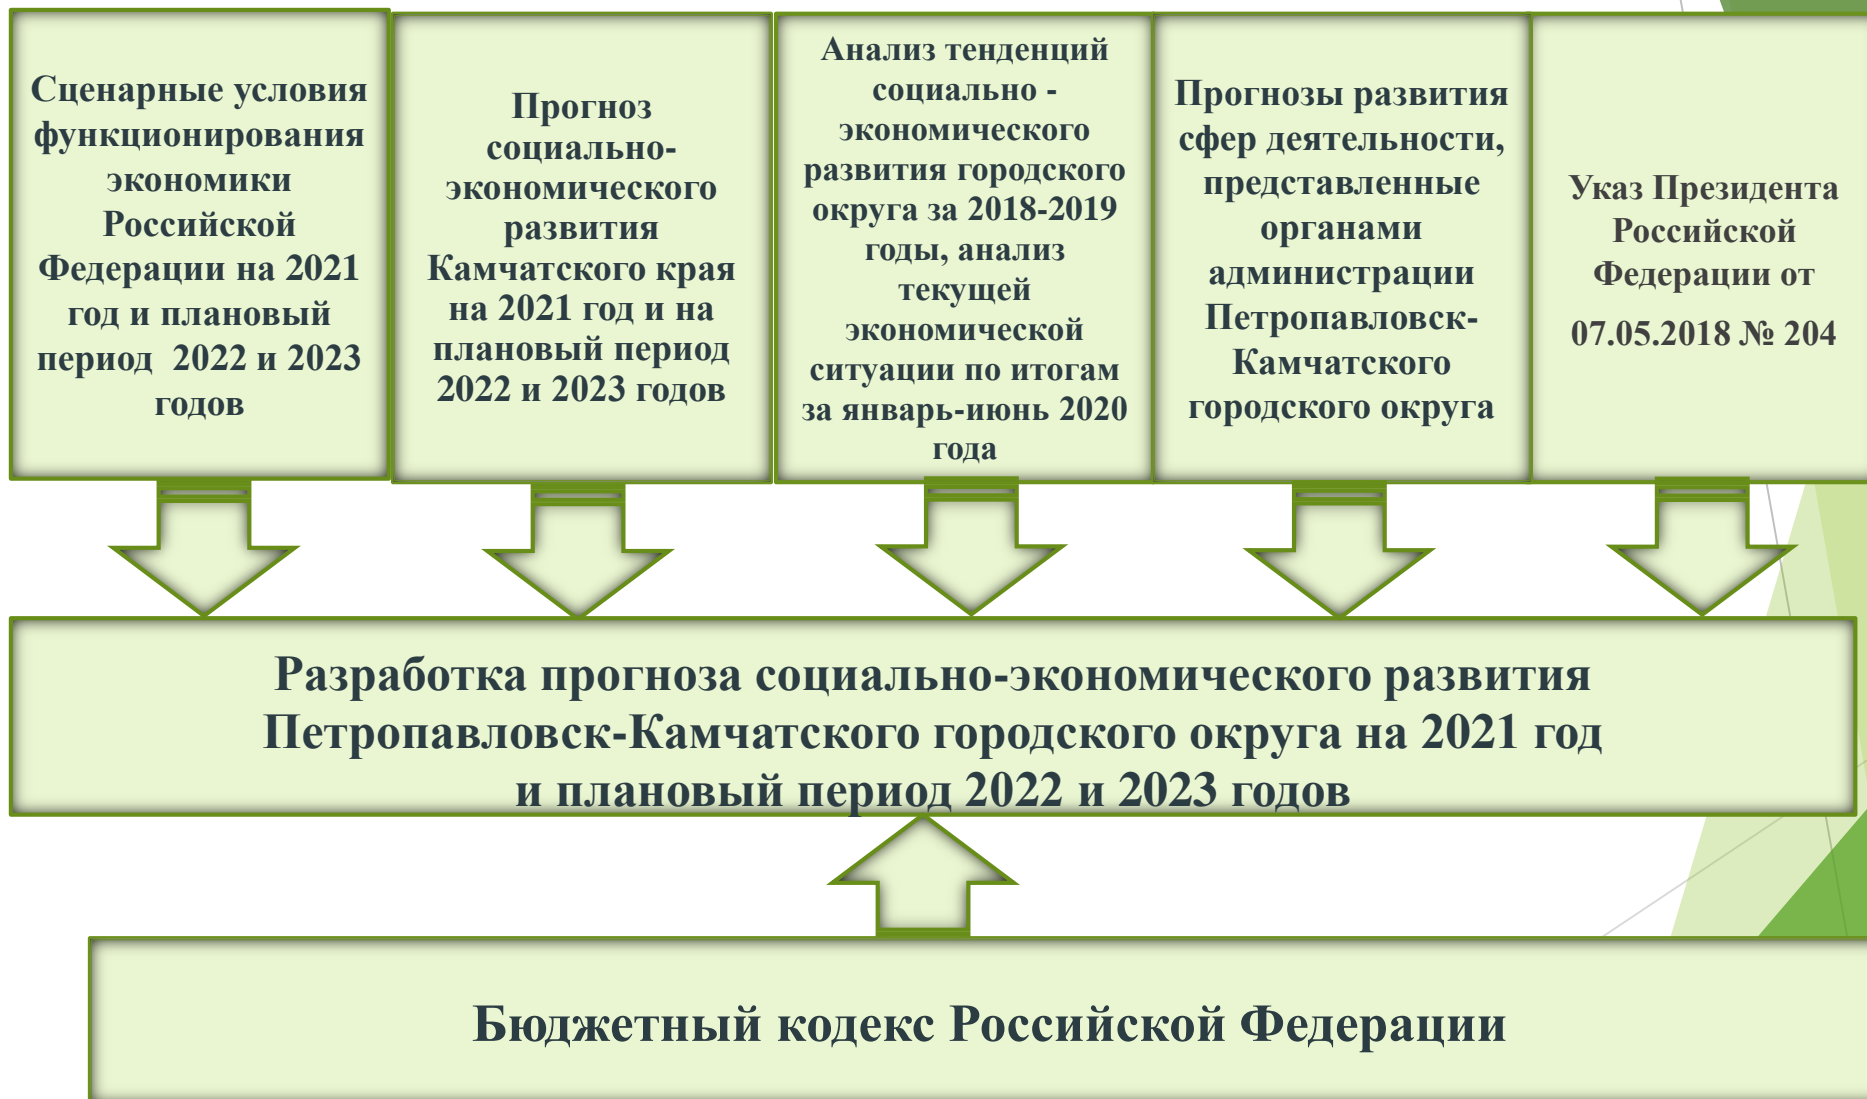 Сценарные условия
функционирования
экономики
Российской
Федерации на 2021
год и плановый
период 2022 и 2023
годов
Прогноз
социально-
экономического
развития
Камчатского края
на 2021 год и на
плановый период
2022 и 2023 годов
Анализ тенденций
социально -
экономического
развития городского
округа за 2018-2019
годы, анализ
текущей
экономической
ситуации по итогам
за январь-июнь 2020
года
Прогнозы развития
сфер деятельности,
представленные
органами
администрации
Петропавловск-
Камчатского
городского округа
Указ Президента
Российской
Федерации от
07.05.2018 № 204
Разработка прогноза социально-экономического развития
Петропавловск-Камчатского городского округа на 2021 год
и плановый период 2022 и 2023 годов
Бюджетный кодекс Российской Федерации